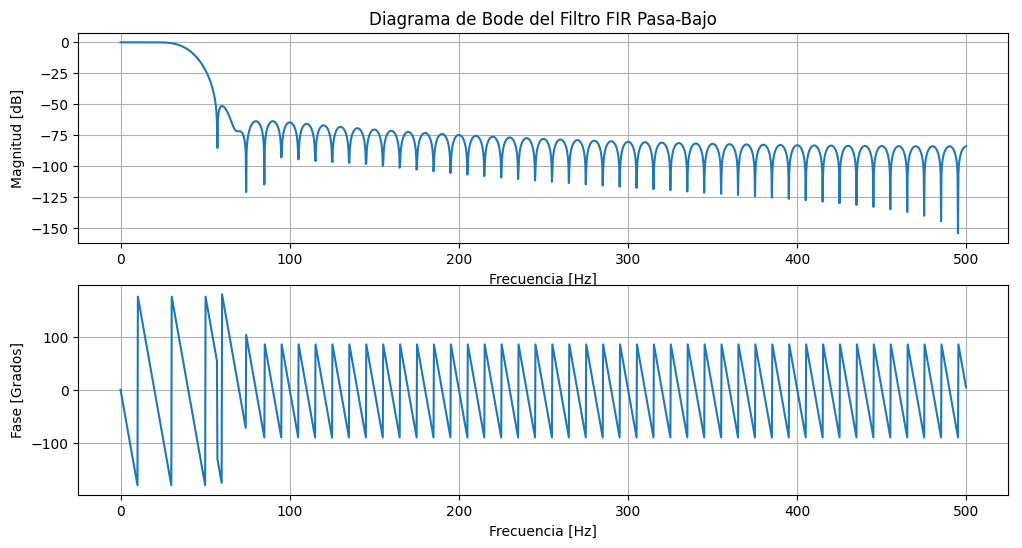 Diagrama de Bode del Filtro FIR Pasa-Bajo
Magnitud [dB]
0
−25
−50
−75
−100
−125
−150
0 100 200 300 400 500
Frecuencia [Hz]
Fase [Grados]
100
0
−100
0 100 200 300 400 500
Frecuencia [Hz]